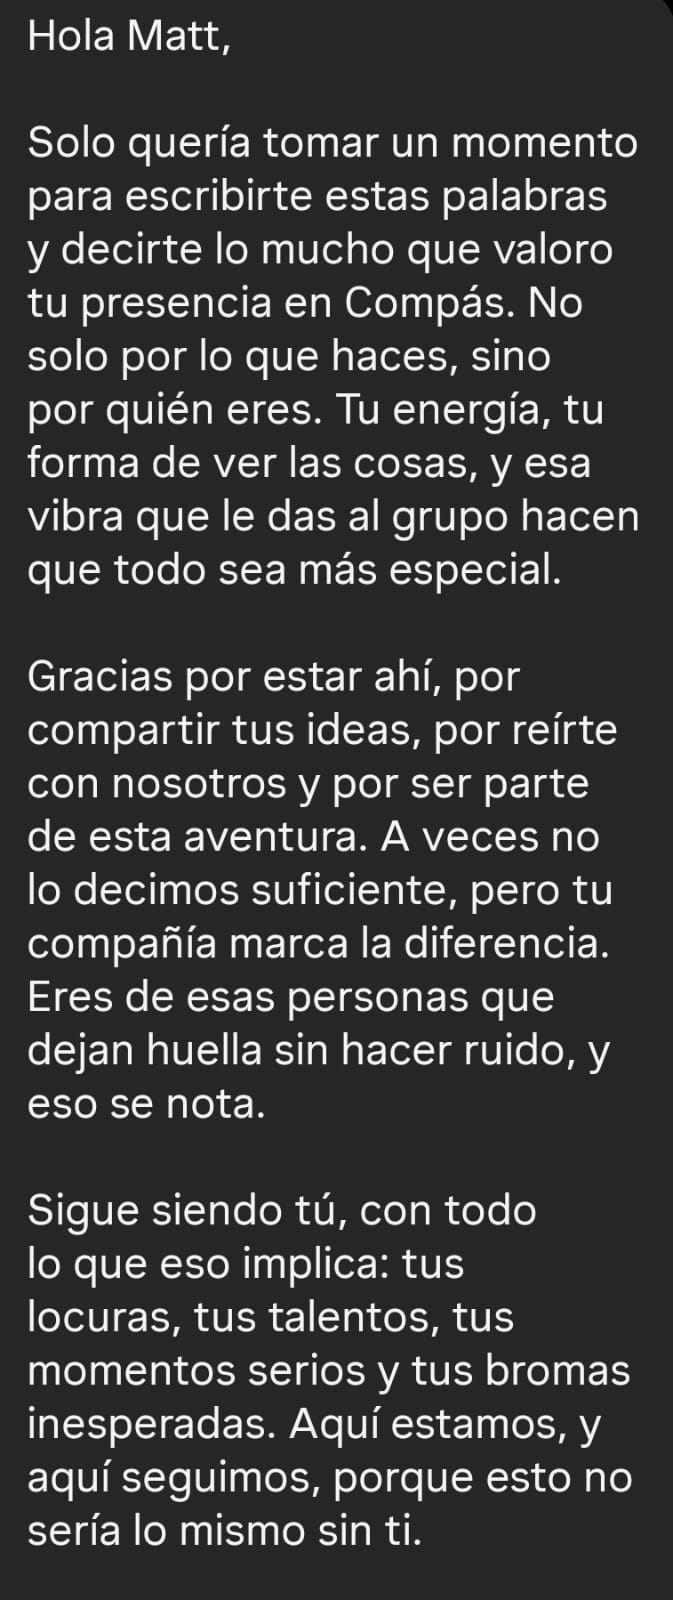 Hola Matt,
Solo quería tomar un momento
para escribirte estas palabras
y decirte lo mucho que valoro
tu presencia en Compás. No
solo por lo que haces, sino
por quién eres. Tu energía, tu
forma de ver las cosas, y esa
vibra que le das al grupo hacen
que todo sea más especial.
Gracias por estar ahí, por
compartir tus ideas, por reírte
con nosotros y por ser parte
de esta aventura. A veces no
lo decimos suficiente, pero tu
compañía marca la diferencia.
Eres de esas personas que
dejan huella sin hacer ruido, y
eso se nota.
Sigue siendo tú, con todo
lo que eso implica: tus
locuras, tus talentos, tus
momentos serios y tus bromas
inesperadas. Aquí estamos, y
aquí seguimos, porque esto no
sería lo mismo sin ti.